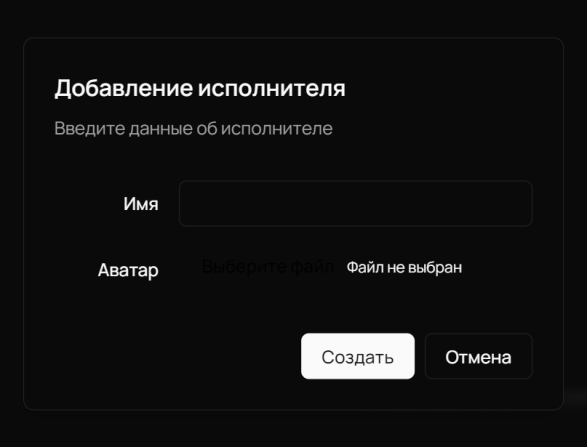 Добавление исполнителя
Введите данные об исполнителе
Имя
Аватар Выберите файл Файл не выбран
Создать Отмена